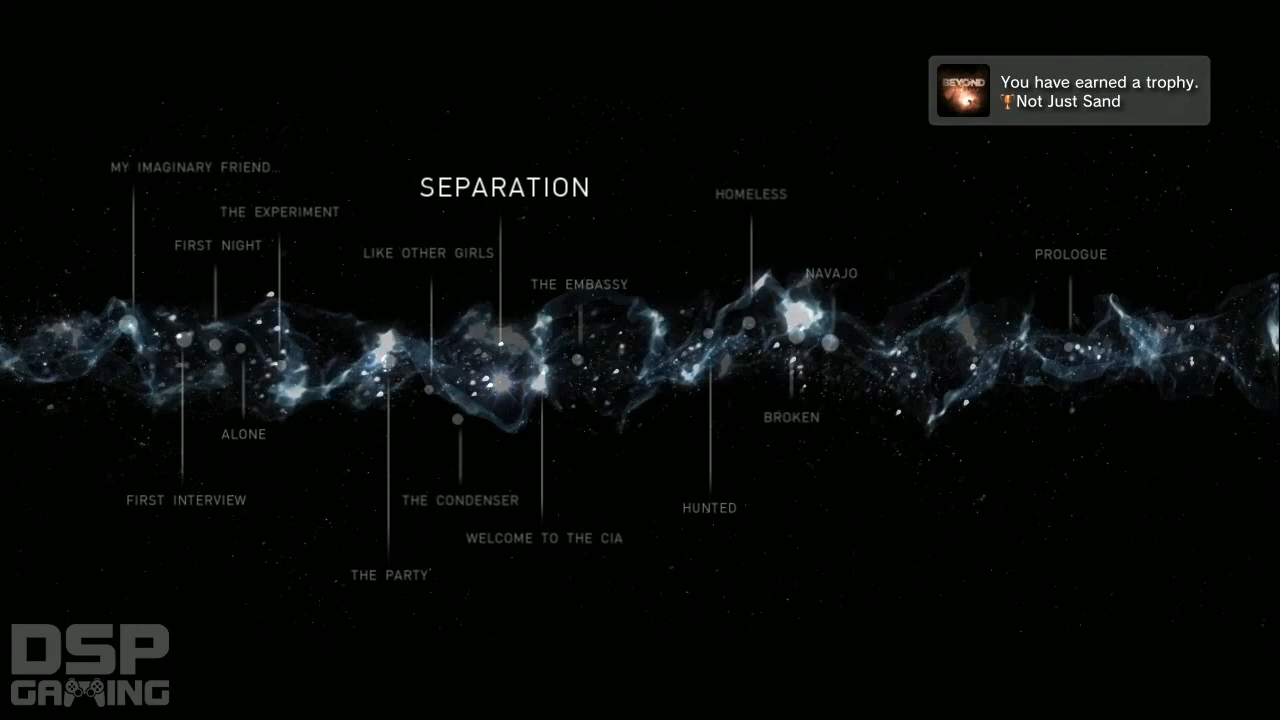 BEYOND
You have earned a trophy.
Not Just Sand
MY IMAGINARY FRIEND...
SEPARATION
HOMELESS
THE EXPERIMENT
FIRST NIGHT
LIKE OTHER GIRLS
PROLOGUE
NAVAJO
THE EMBASSY
BROKEN
ALONE
FIRST INTERVIEW
THE CONDENSER
HUNTED
WELCOME TO THE CIA
THE PARTY
DSP
GAMING